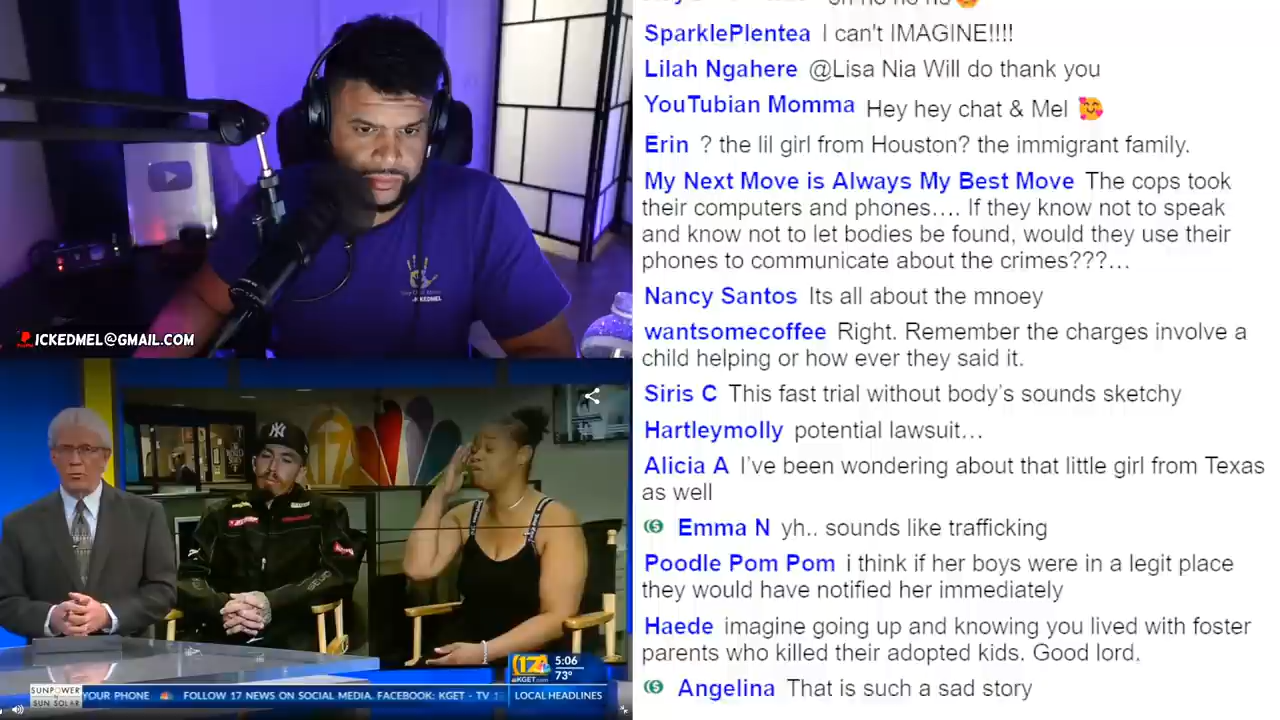 SparklePlentea I can't IMAGINE!!!!
Lilah Ngahere @Lisa Nia Will do thank you
YouTubian Momma Hey hey chat & Mel
Erin ? the lil girl from Houston? the immigrant family.
My Next Move is Always My Best Move The cops took
their computers and phones…. If they know not to speak
and know not to let bodies be found, would they use their
phones to communicate about the crimes???…
Nancy Santos Its all about the mnoey
wantsomecoffee Right. Remember the charges involve a
child helping or how ever they said it.
Siris C This fast trial without body's sounds sketchy
Hartleymolly potential lawsuit…
Alicia A I've been wondering about that little girl from Texas
as well
Emma N yh.. sounds like trafficking
Poodle Pom Pom i think if her boys were in a legit place
they would have notified her immediately
Haede imagine going up and knowing you lived with foster
parents who killed their adopted kids. Good lord.
Angelina That is such a sad story
ICKEDMEL@GMAIL.COM
17
KGET.com
5:06
73°
SUNPOWER
SUN SOLAR
YOUR PHONE FOLLOW 17 NEWS ON SOCIAL MEDIA. FACEBOOK: KGET - TV 1
LOCAL HEADLINES